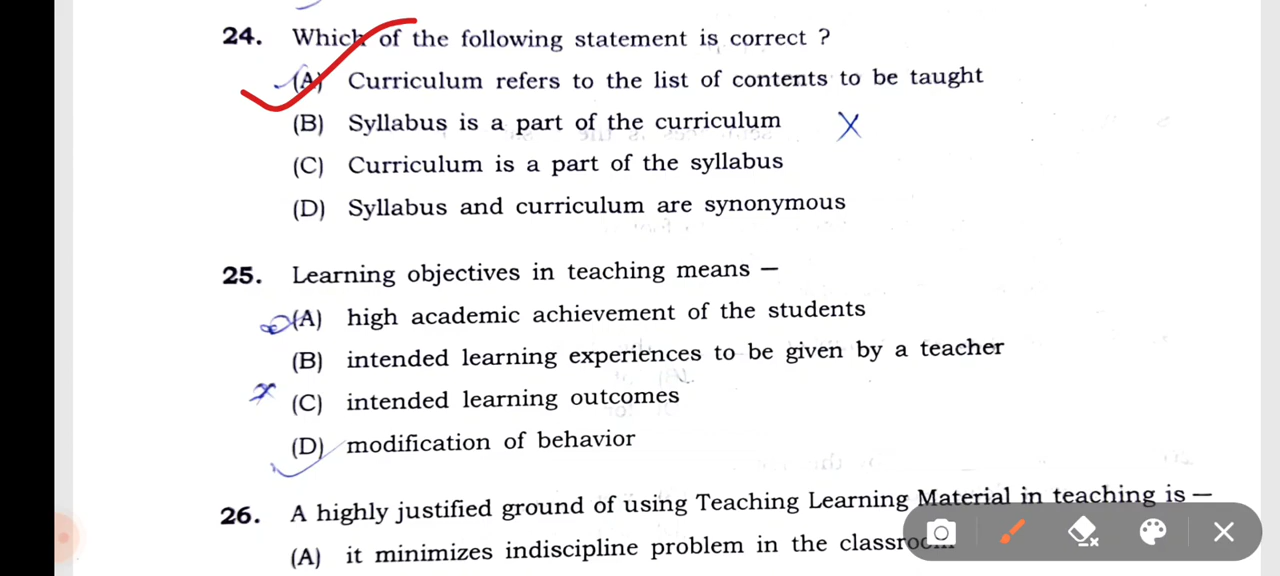 24. Which of the following statement is correct ?
(A) Curriculum refers to the list of contents to be taught
(B) Syllabus is a part of the curriculum
(C) Curriculum is a part of the syllabus
(D) Syllabus and curriculum are synonymous
25. Learning objectives in teaching means —
(A) high academic achievement of the students
(B) intended learning experiences to be given by a teacher
(C) intended learning outcomes
(D) modification of behavior
26. A highly justified ground of using Teaching Learning Material in teaching is —
(A) it minimizes indiscipline problem in the classroom